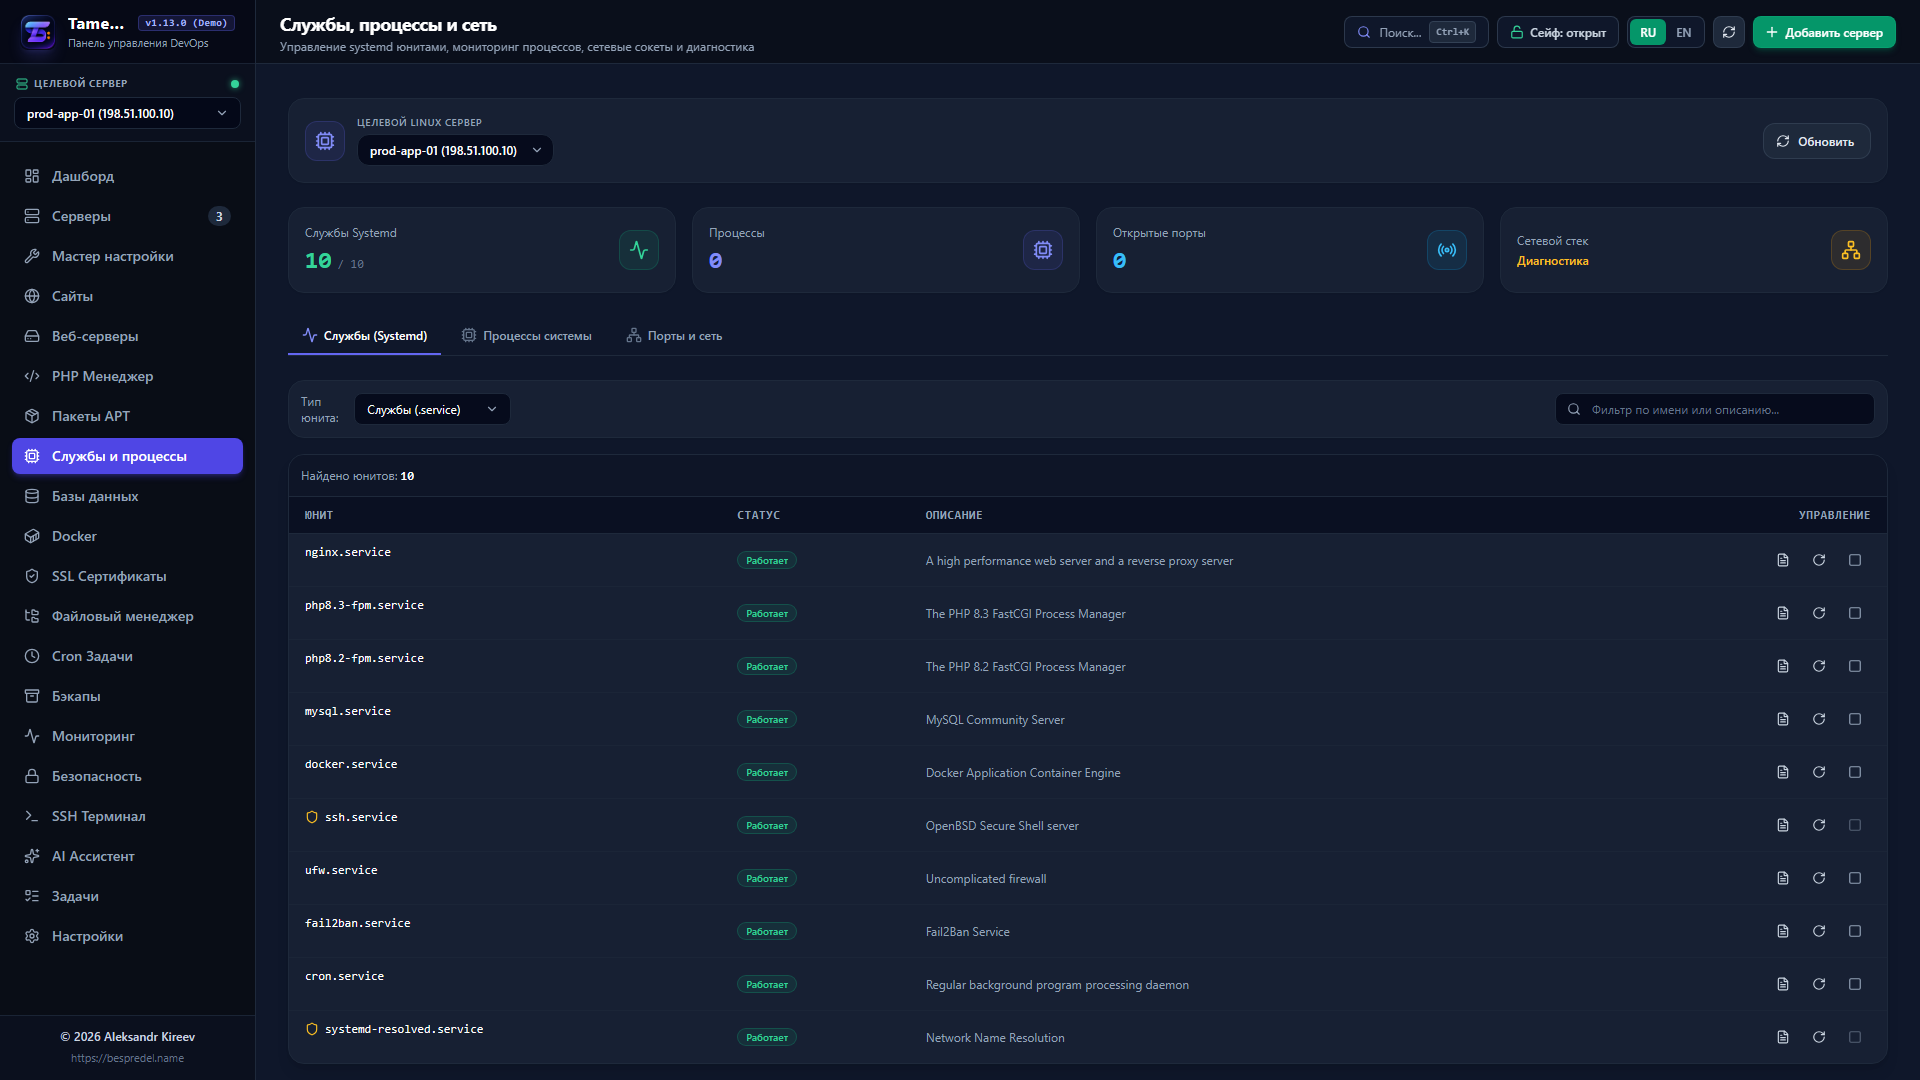 Tame...
v1.13.0 (Demo)
Панель управления DevOps
ЦЕЛЕВОЙ СЕРВЕР
prod-app-01 (198.51.100.10)
Дашборд
Серверы
3
Мастер настройки
Сайты
Веб-серверы
PHP Менеджер
Пакеты APT
Службы и процессы
Базы данных
Docker
SSL Сертификаты
Файловый менеджер
Cron Задачи
Бэкапы
Мониторинг
Безопасность
SSH Терминал
AI Ассистент
Задачи
Настройки
© 2026 Aleksandr Kireev
https://bespredel.name
Службы, процессы и сеть
Управление systemd юнитами, мониторинг процессов, сетевые сокеты и диагностика
Поиск...
Ctrl+K
Сейф: открыт
RU
EN
Добавить сервер
ЦЕЛЕВОЙ LINUX СЕРВЕР
prod-app-01 (198.51.100.10)
Обновить
Службы Systemd
10 / 10
Процессы
0
Открытые порты
0
Сетевой стек
Диагностика
Службы (Systemd)
Процессы системы
Порты и сеть
Тип
юнита:
Службы (.service)
Фильтр по имени или описанию...
Найдено юнитов: 10
ЮНИТ
СТАТУС
ОПИСАНИЕ
УПРАВЛЕНИЕ
nginx.service
Работает
A high performance web server and a reverse proxy server
php8.3-fpm.service
Работает
The PHP 8.3 FastCGI Process Manager
php8.2-fpm.service
Работает
The PHP 8.2 FastCGI Process Manager
mysql.service
Работает
MySQL Community Server
docker.service
Работает
Docker Application Container Engine
ssh.service
Работает
OpenBSD Secure Shell server
ufw.service
Работает
Uncomplicated firewall
fail2ban.service
Работает
Fail2Ban Service
cron.service
Работает
Regular background program processing daemon
systemd-resolved.service
Работает
Network Name Resolution